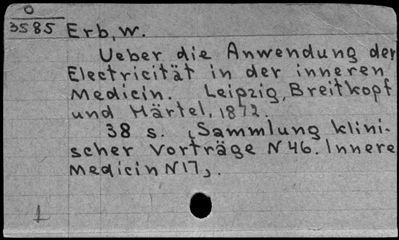 O
3585 Erb, W.
Ueber die Anwendung der
Electricität in der inneren
Medicin. Leipzig, Breitkopf
und Härtel, 1872.
38 s. (Sammlung klini-
scher Vorträge N 46. Innere
Medicin N 17).
1